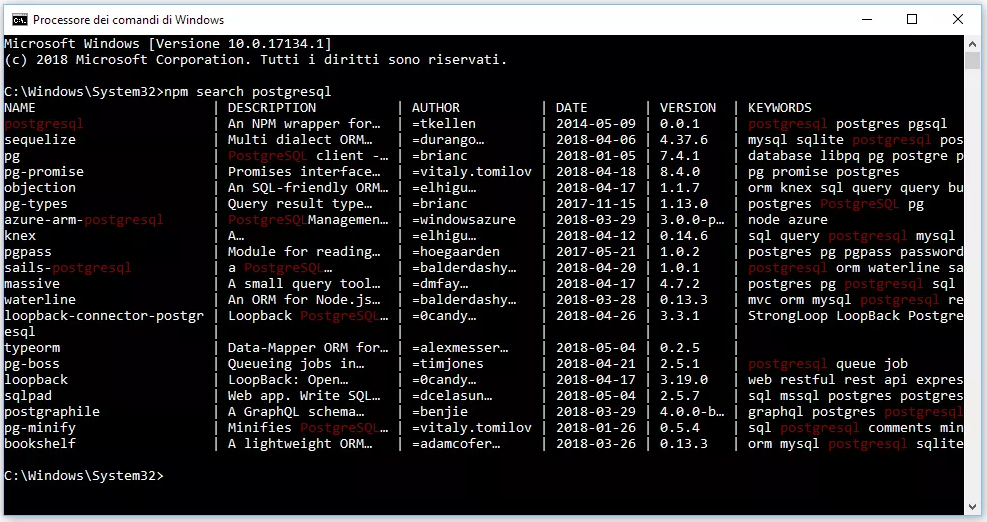 Processore dei comandi di Windows
Microsoft Windows [Versione 10.0.17134.1]
(c) 2018 Microsoft Corporation. Tutti i diritti sono riservati.
C:\Windows\System32>npm search postgresql
NAME | DESCRIPTION | AUTHOR | DATE | VERSION | KEYWORDS
postgresql | An NPM wrapper for… | =tkellen | 2014-05-09 | 0.0.1 | postgresql postgres pgsql
sequelize | Multi dialect ORM… | =durango… | 2018-04-06 | 4.37.6 | mysql sqlite postgresql pos
pg | PostgreSQL client -… | =brianc | 2018-01-05 | 7.4.1 | database libpq pg postgre p
pg-promise | Promises interface… | =vitaly.tomilov | 2018-04-18 | 8.4.0 | pg promise postgres
objection | An SQL-friendly ORM… | =elhigu… | 2018-04-17 | 1.1.7 | orm knex sql query query bu
pg-types | Query result type… | =brianc | 2017-11-15 | 1.13.0 | postgres PostgreSQL pg
azure-arm-postgresql | PostgreSQLManagemen… | =windowsazure | 2018-03-29 | 3.0.0-p… | node azure
knex | A… | =elhigu… | 2018-04-12 | 0.14.6 | sql query postgresql mysql
pgpass | Module for reading… | =hoegaarden | 2017-05-21 | 1.0.2 | postgres pg pgpass password
sails-postgresql | a PostgreSQL… | =balderdashy… | 2018-04-20 | 1.0.1 | postgresql orm waterline sa
massive | A small query tool… | =dmfay… | 2018-04-17 | 4.7.2 | postgres pg postgresql sql
waterline | An ORM for Node.js… | =balderdashy… | 2018-03-28 | 0.13.3 | mvc orm mysql postgresql re
loopback-connector-postgr | Loopback PostgreSQL… | =0candy… | 2018-04-26 | 3.3.1 | StrongLoop LoopBack Postgre
esql | | | | |
typeorm | Data-Mapper ORM for… | =alexmesser… | 2018-05-04 | 0.2.5 |
pg-boss | Queueing jobs in… | =timjones | 2018-04-21 | 2.5.1 | postgresql queue job
loopback | LoopBack: Open… | =0candy… | 2018-04-17 | 3.19.0 | web restful rest api expres
sqlpad | Web app. Write SQL… | =dcelasun… | 2018-05-04 | 2.5.7 | sql mssql postgres postgres
postgraphile | A GraphQL schema… | =benjie | 2018-03-29 | 4.0.0-b… | graphql postgres postgresql
pg-minify | Minifies PostgreSQL… | =vitaly.tomilov | 2018-01-26 | 0.5.4 | sql postgresql comments min
bookshelf | A lightweight ORM… | =adamcofer… | 2018-03-26 | 0.13.3 | orm mysql postgresql sqlite
C:\Windows\System32>